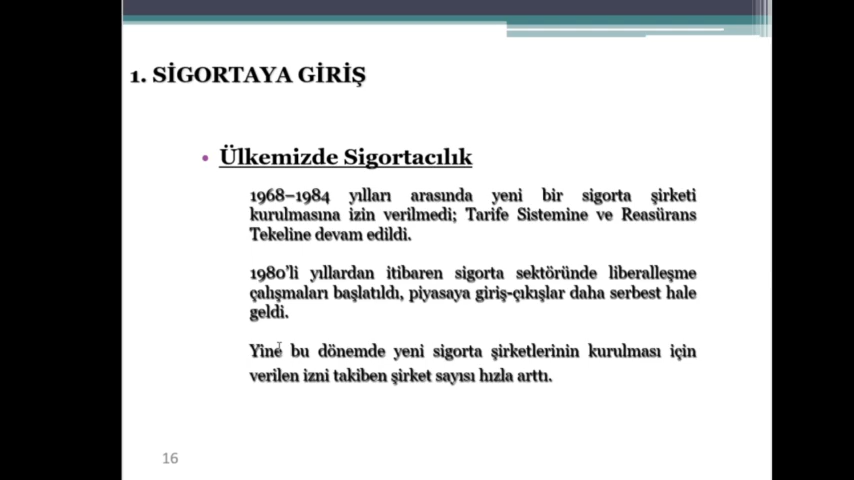 1. SİGORTAYA GİRİŞ
• Ülkemizde Sigortacılık
1968–1984 yılları arasında yeni bir sigorta şirketi
kurulmasına izin verilmedi; Tarife Sistemine ve Reasürans
Tekeline devam edildi.
1980’li yıllardan itibaren sigorta sektöründe liberalleşme
çalışmaları başlatıldı, piyasaya giriş-çıkışlar daha serbest hale
geldi.
Yine bu dönemde yeni sigorta şirketlerinin kurulması için
verilen izni takiben şirket sayısı hızla arttı.
16